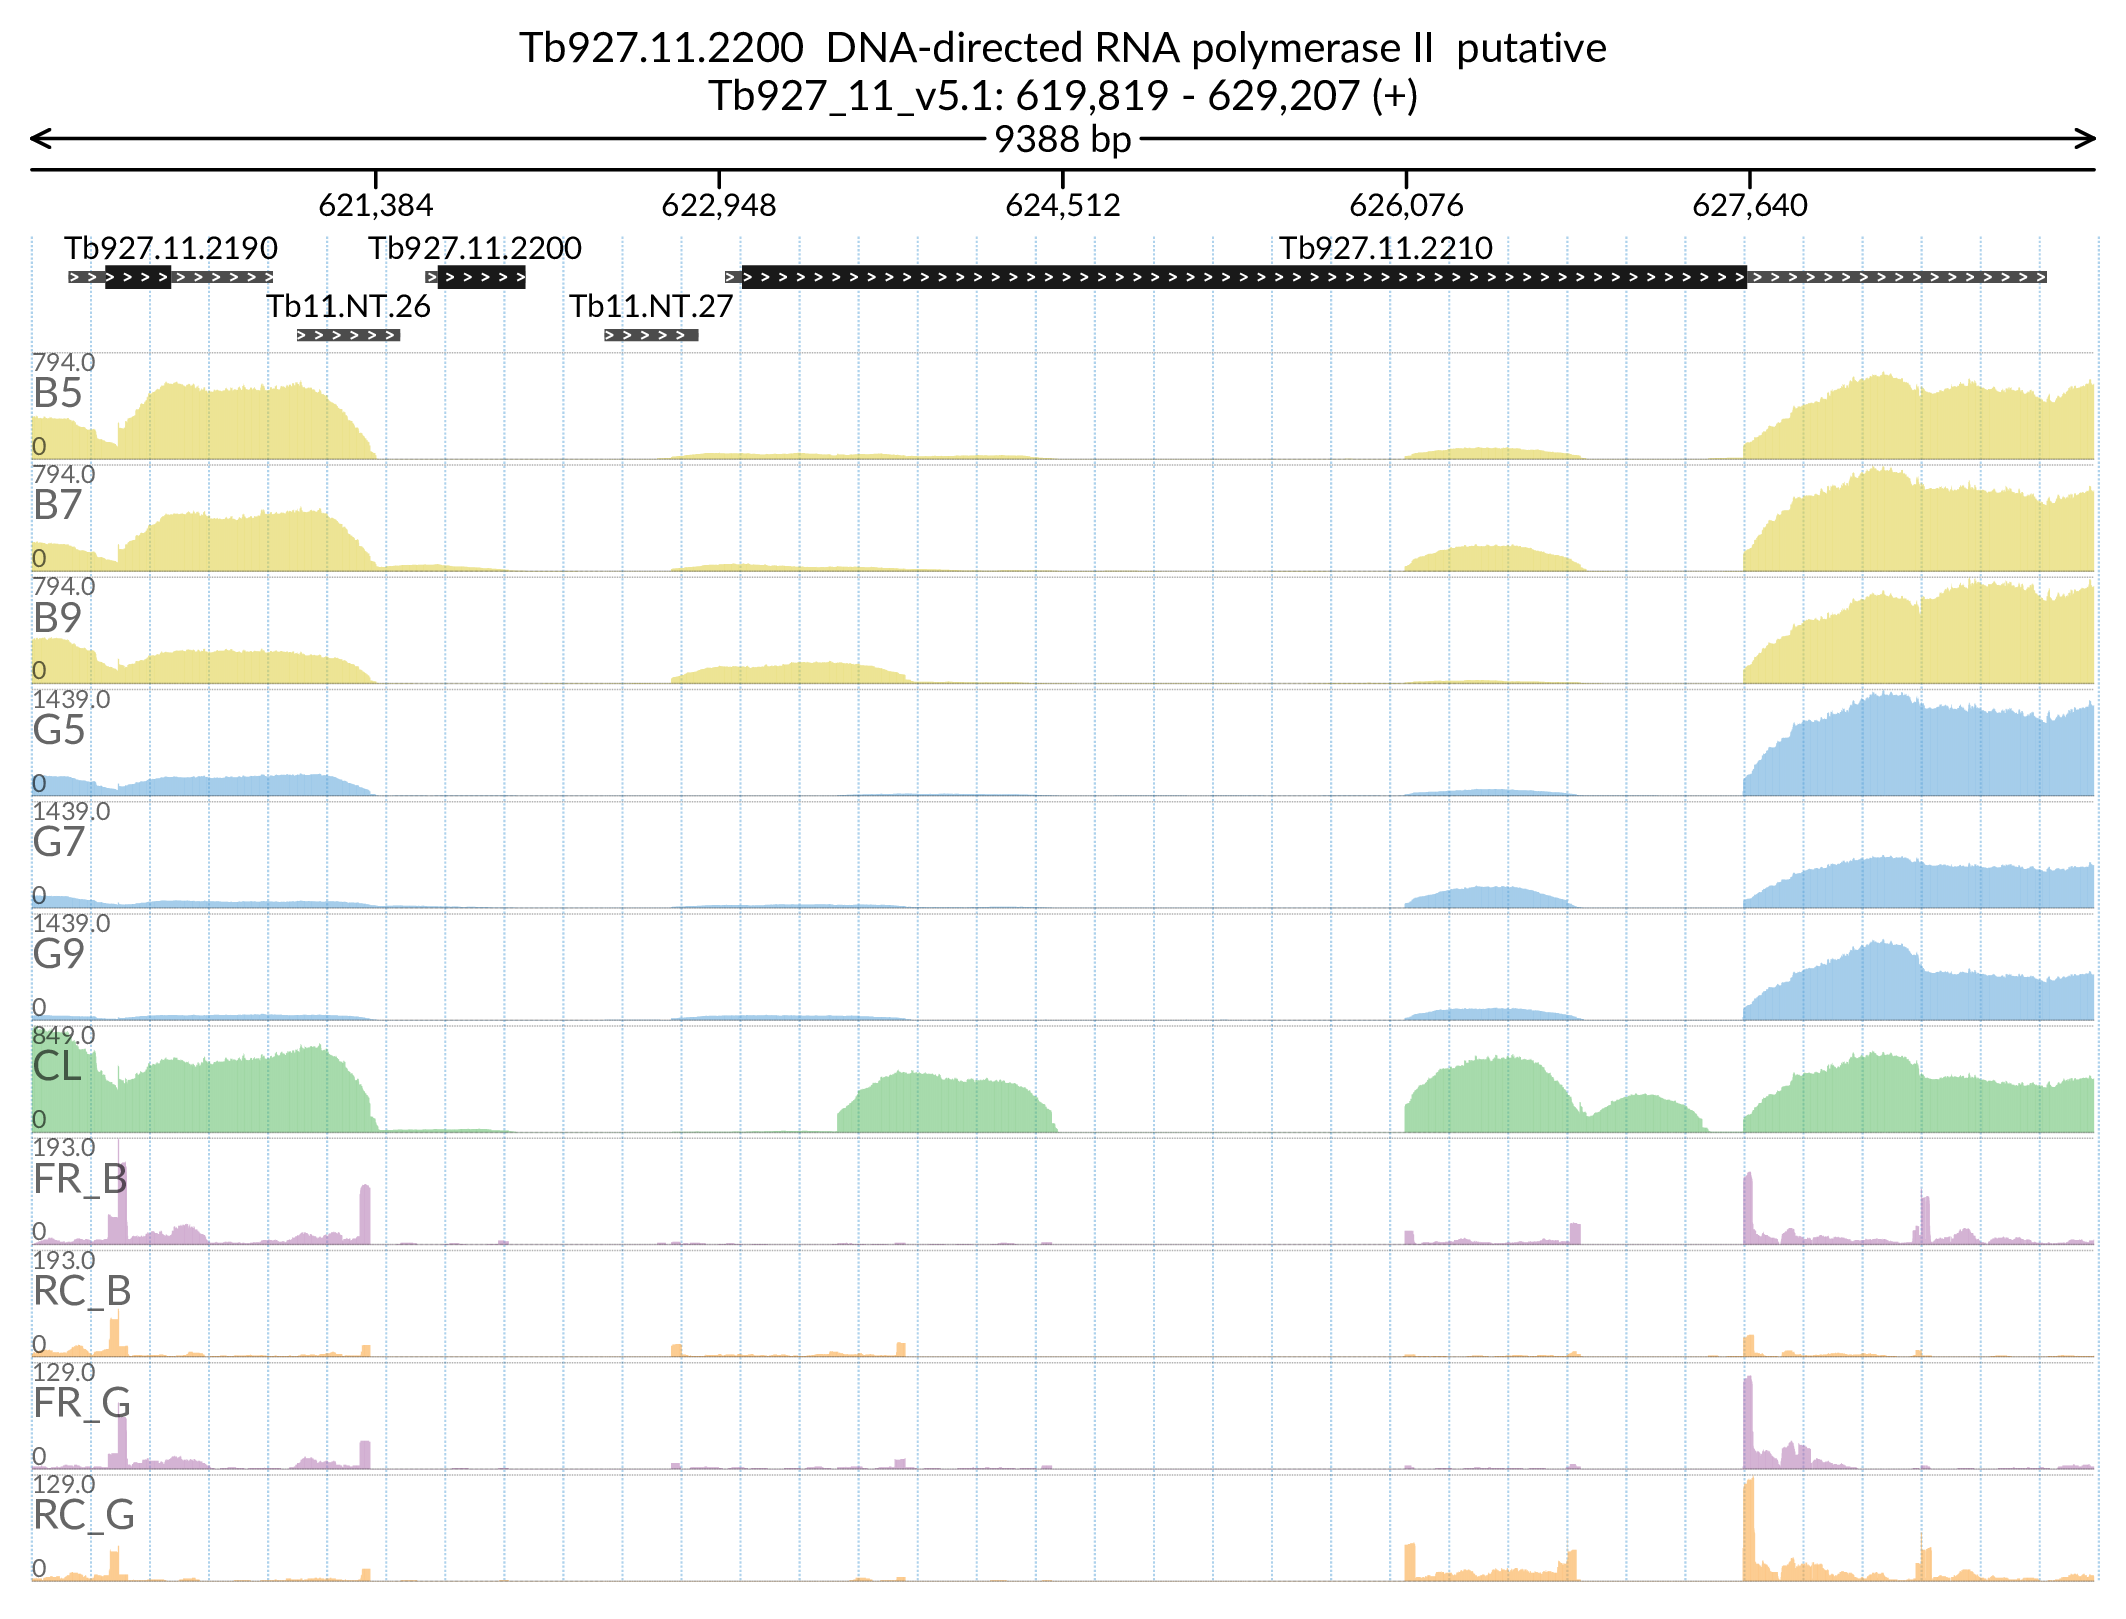 Tb927.11.2200  DNA-directed RNA polymerase II  putative
Tb927_11_v5.1: 619,819 - 629,207 (+)
9388 bp
621,384 622,948 624,512 626,076 627,640
Tb927.11.2190 Tb927.11.2200 Tb927.11.2210
Tb11.NT.26 Tb11.NT.27
794.0
B5
0
794.0
B7
0
794.0
B9
0
1439.0
G5
0
1439.0
G7
0
1439.0
G9
0
849.0
CL
0
193.0
FR_B
0
193.0
RC_B
0
129.0
FR_G
0
129.0
RC_G
0